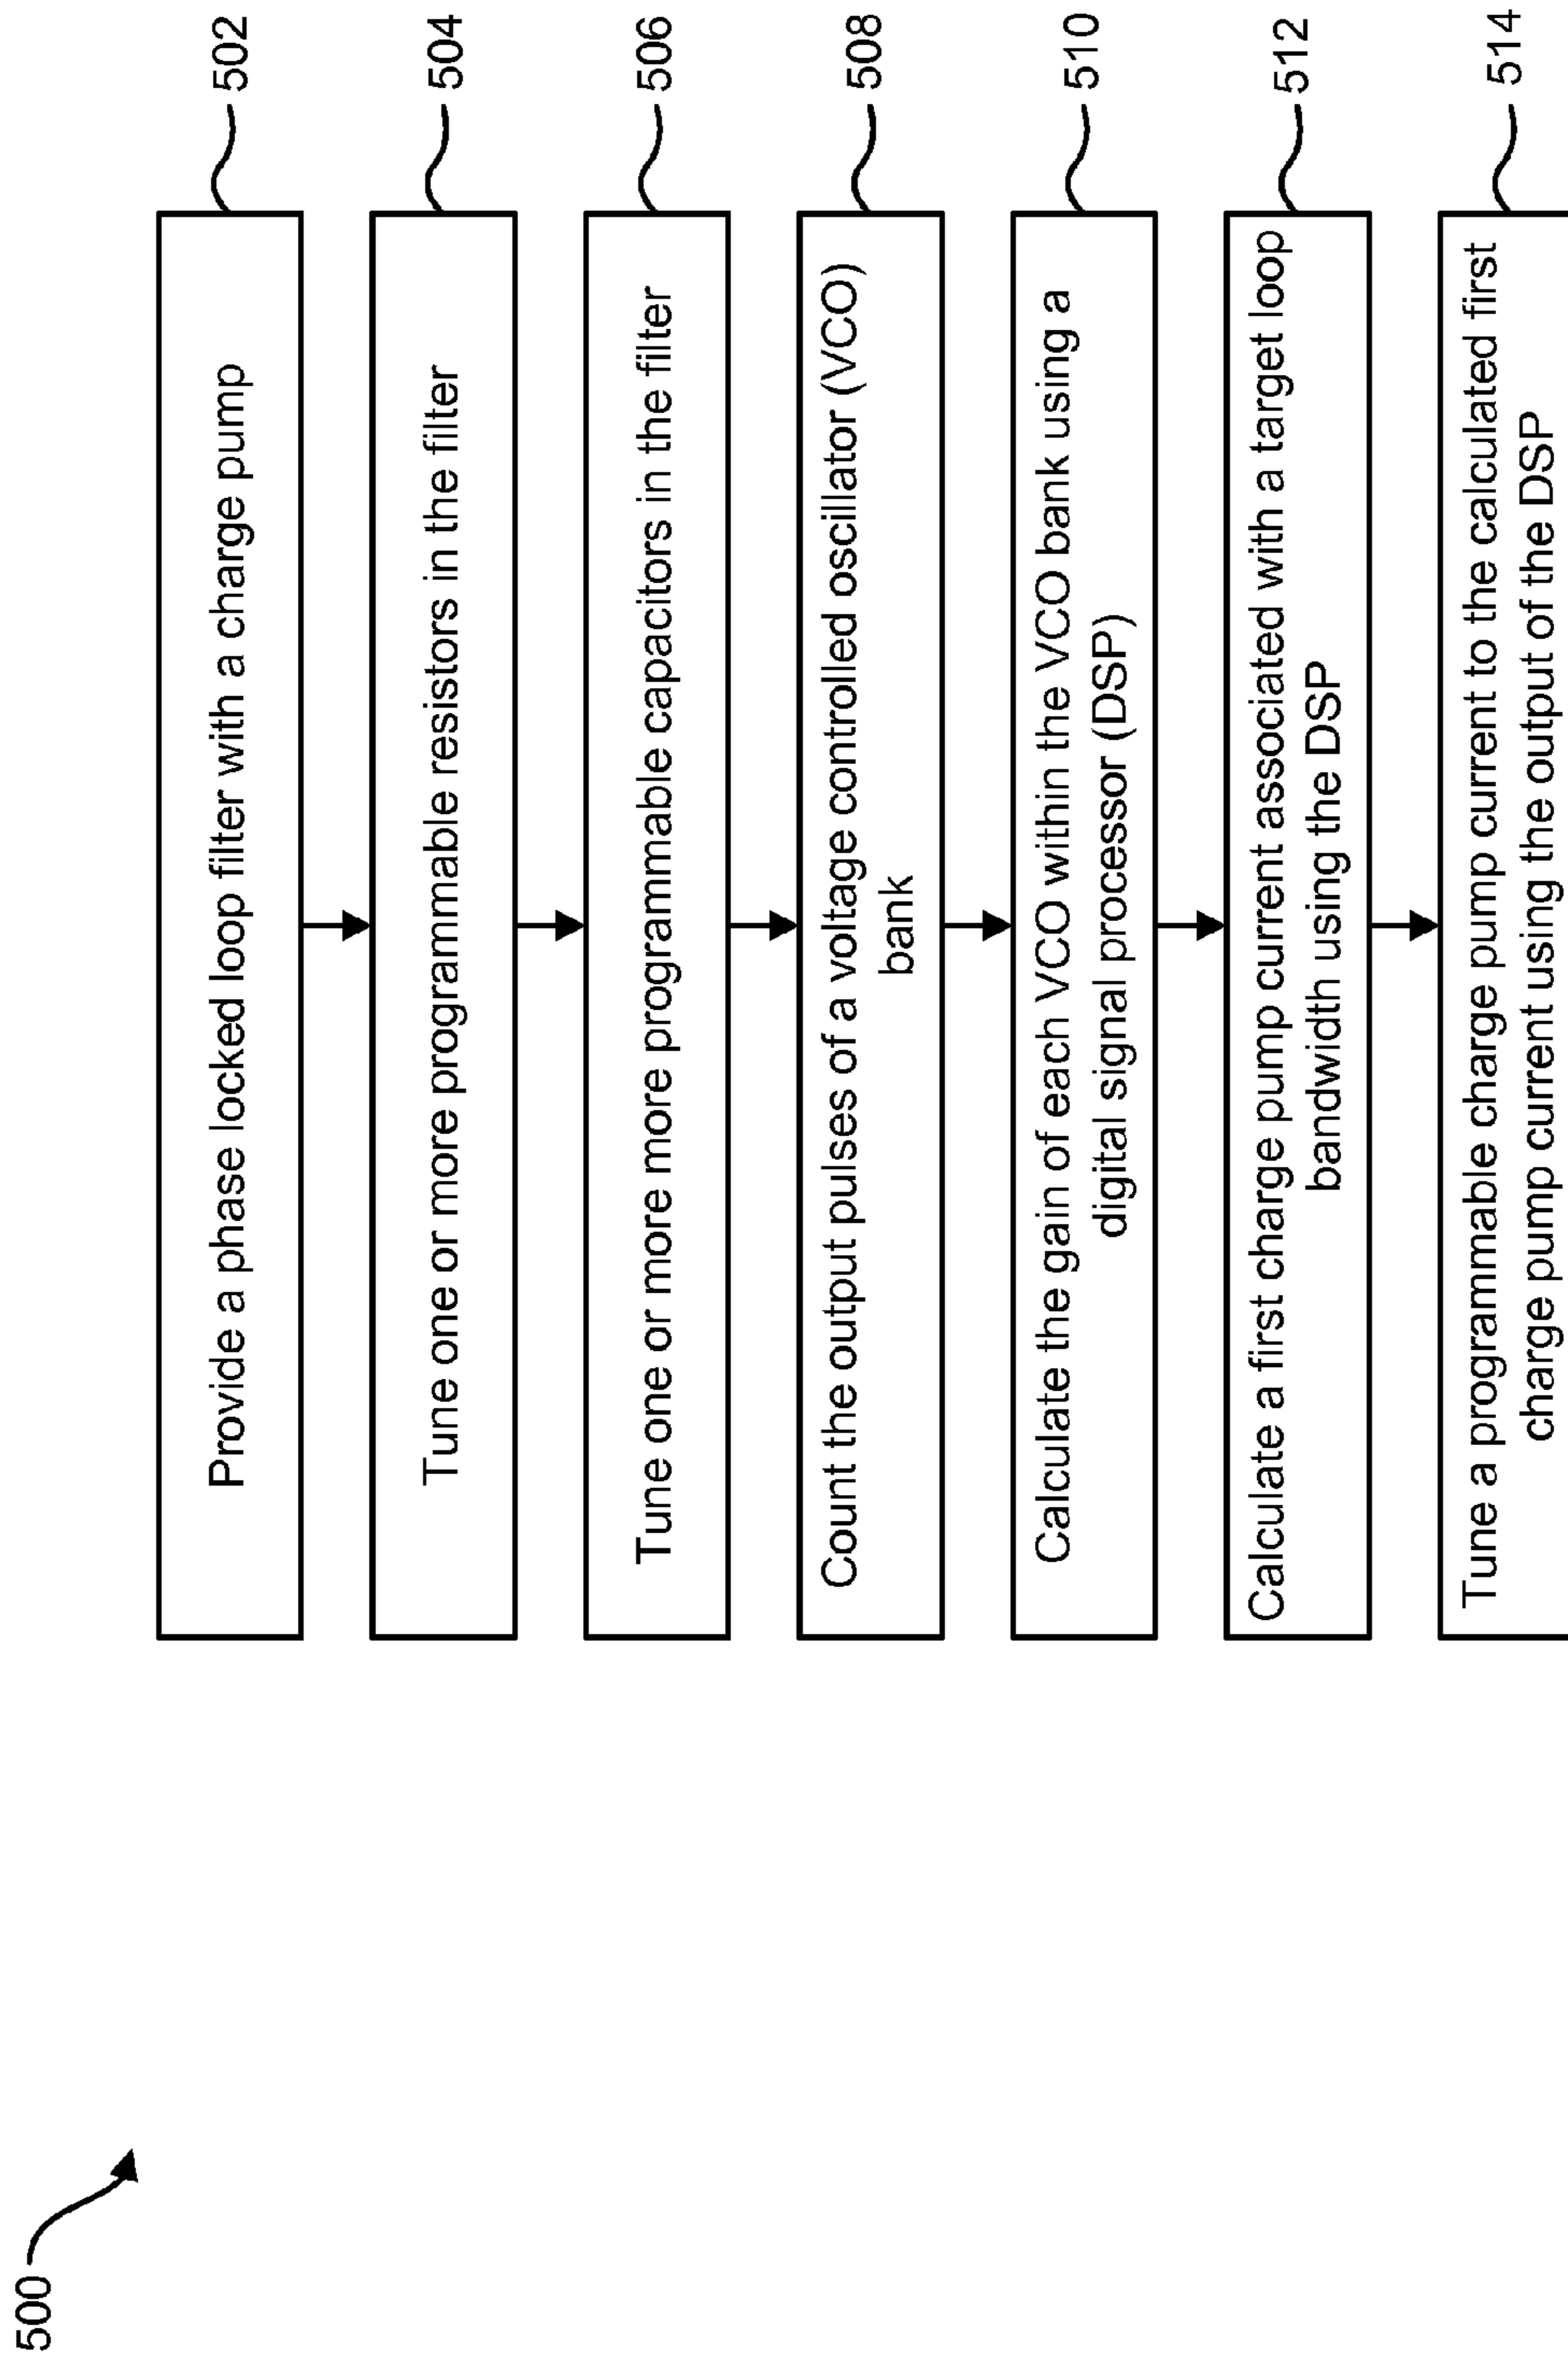 500
Provide a phase locked loop filter with a charge pump
502
Tune one or more programmable resistors in the filter
504
Tune one or more more programmable capacitors in the filter
506
Count the output pulses of a voltage controlled oscillator (VCO)
bank
508
Calculate the gain of each VCO within the VCO bank using a
digital signal processor (DSP)
510
Calculate a first charge pump current associated with a target loop
bandwidth using the DSP
512
Tune a programmable charge pump current to the calculated first
charge pump current using the output of the DSP
514